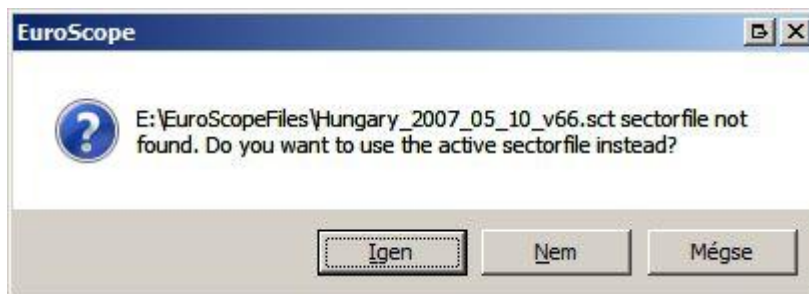 EuroScope
E:\EuroScopeFiles\Hungary_2007_05_10_v66.sct sectorfile not
found. Do you want to use the active sectorfile instead?
Igen Nem Mégse